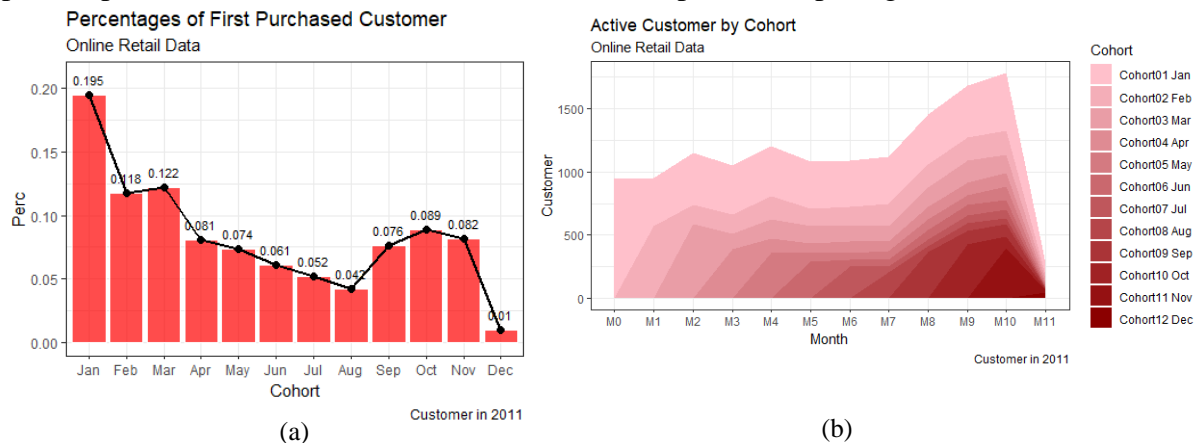 Percentages of First Purchased Customer
Online Retail Data
Perc
0.20
0.15
0.10
0.05
0.00
0.195
0.118
0.122
0.081
0.074
0.061
0.052
0.042
0.076
0.089
0.082
0.01
Jan Feb Mar Apr May Jun Jul Aug Sep Oct Nov Dec
Cohort
Customer in 2011
(a)
Active Customer by Cohort
Online Retail Data
Customer
1500
1000
500
0
M0 M1 M2 M3 M4 M5 M6 M7 M8 M9 M10 M11
Month
Customer in 2011
Cohort
Cohort01 Jan
Cohort02 Feb
Cohort03 Mar
Cohort04 Apr
Cohort05 May
Cohort06 Jun
Cohort07 Jul
Cohort08 Aug
Cohort09 Sep
Cohort10 Oct
Cohort11 Nov
Cohort12 Dec
(b)